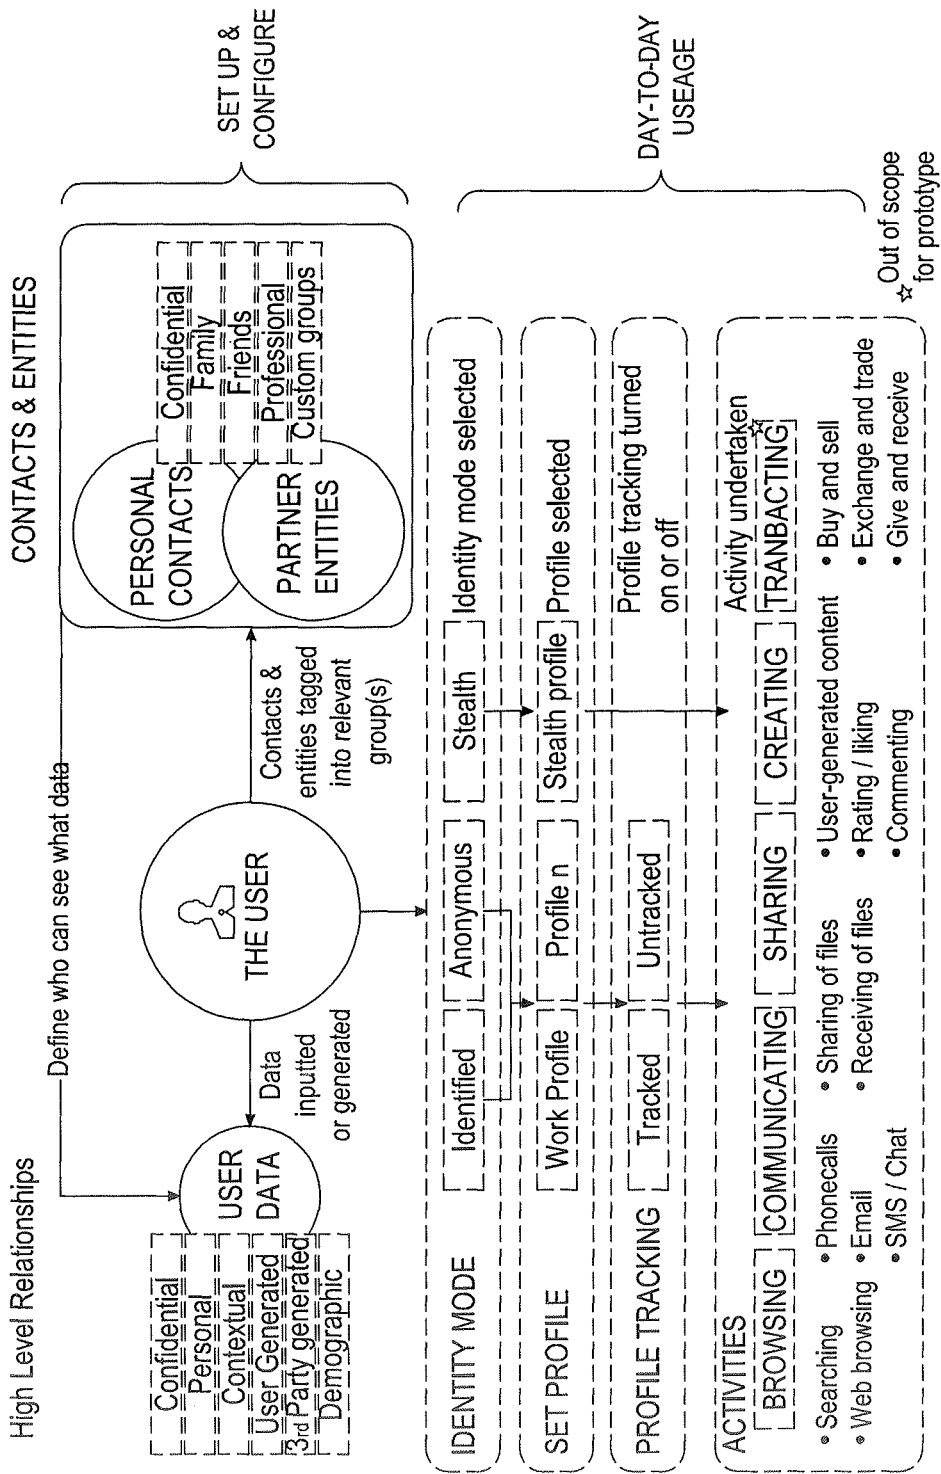 High Level Relationships
CONTACTS & ENTITIES
Define who can see what data
Confidential
Personal
Contextual
User Generated
3rd Party generated
Demographic
USER
DATA
Data
inputted
or generated
THE USER
Contacts &
entities tagged
into relevant
group(s)
PERSONAL
CONTACTS
PARTNER
ENTITIES
Confidential
Family
Friends
Professional
Custom groups
SET UP &
CONFIGURE
IDENTITY MODE
Identified
Anonymous
Stealth
Identity mode selected
SET PROFILE
Work Profile
Profile n
Stealth profile
Profile selected
PROFILE TRACKING
Tracked
Untracked
Profile tracking turned
on or off
DAY-TO-DAY
USEAGE
ACTIVITIES
Activity undertaken
BROWSING
COMMUNICATING
SHARING
CREATING
TRANBACTING☆
• Searching
• Web browsing
• Phonecalls
• Email
• SMS / Chat
• Sharing of files
• Receiving of files
• User-generated content
• Rating / liking
• Commenting
• Buy and sell
• Exchange and trade
• Give and receive
☆ Out of scope
for prototype